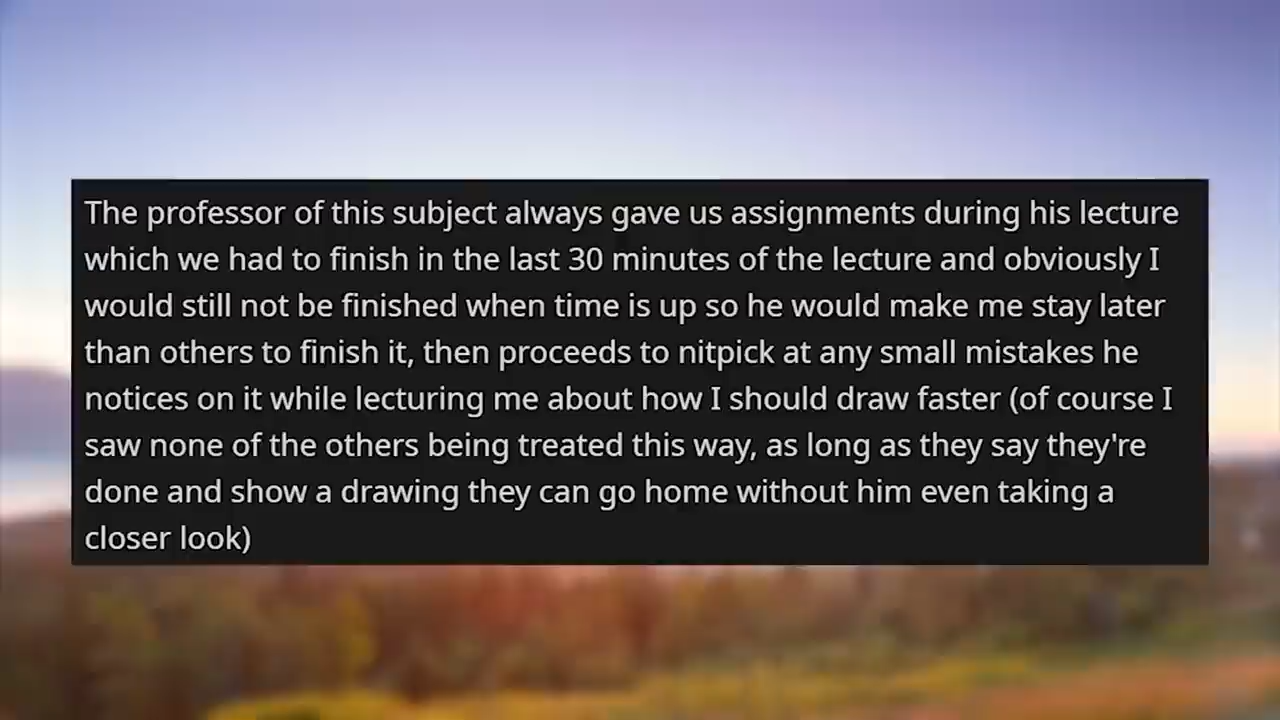 The professor of this subject always gave us assignments during his lecture
which we had to finish in the last 30 minutes of the lecture and obviously I
would still not be finished when time is up so he would make me stay later
than others to finish it, then proceeds to nitpick at any small mistakes he
notices on it while lecturing me about how I should draw faster (of course I
saw none of the others being treated this way, as long as they say they're
done and show a drawing they can go home without him even taking a
closer look)